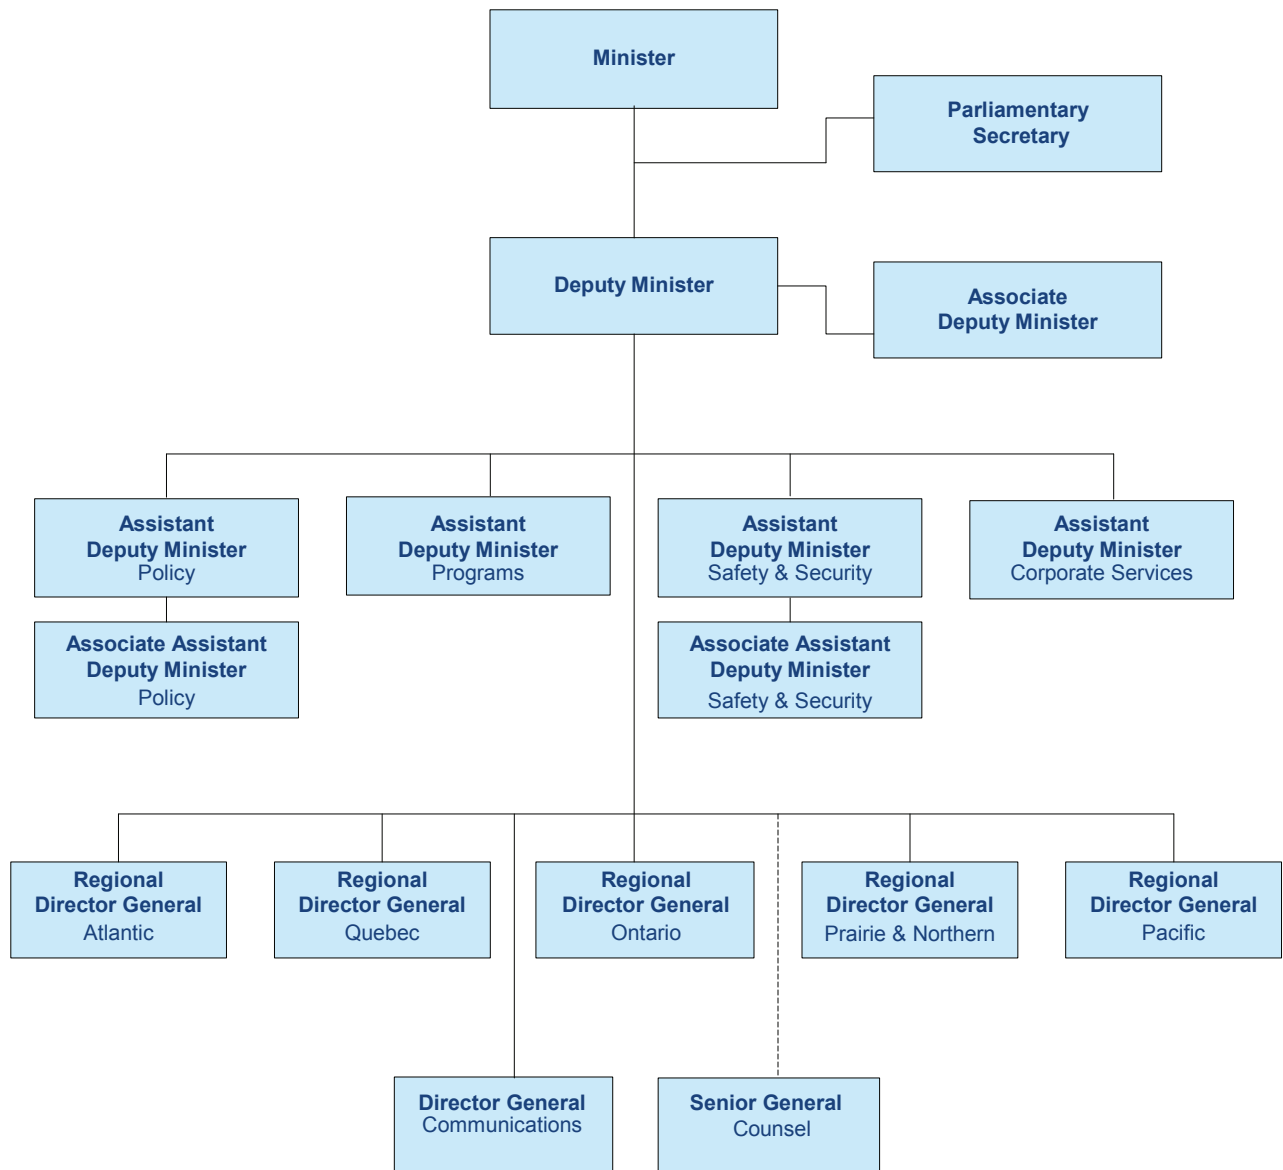 Minister
Parliamentary
Secretary
Deputy Minister
Associate
Deputy Minister
Assistant
Deputy Minister
Policy
Assistant
Deputy Minister
Programs
Assistant
Deputy Minister
Safety & Security
Assistant
Deputy Minister
Corporate Services
Associate Assistant
Deputy Minister
Policy
Associate Assistant
Deputy Minister
Safety & Security
Regional
Director General
Atlantic
Regional
Director General
Quebec
Regional
Director General
Ontario
Regional
Director General
Prairie & Northern
Regional
Director General
Pacific
Director General
Communications
Senior General
Counsel